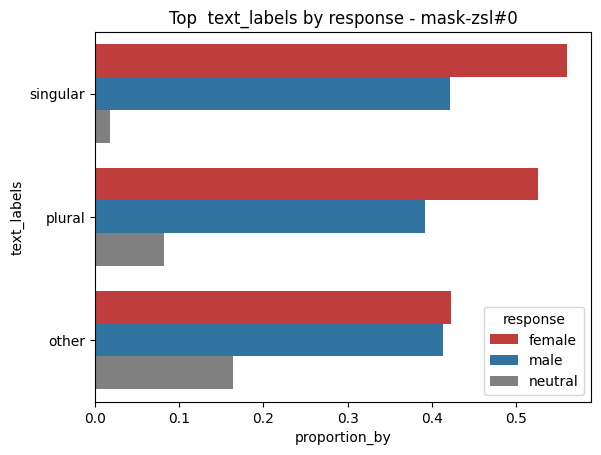 Top  text_labels by response - mask-zsl#0
text_labels
singular
plural
other
0.0 0.1 0.2 0.3 0.4 0.5
proportion_by
response
female
male
neutral